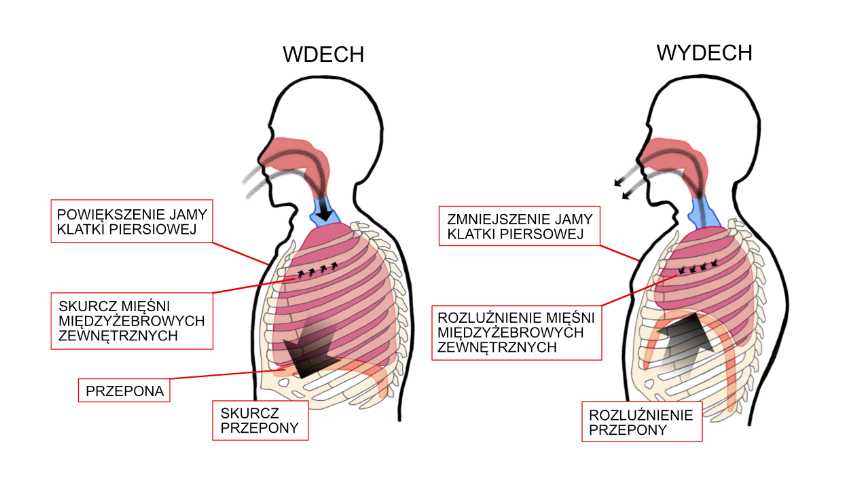 WDECH
POWIĘKSZENIE JAMY
KLATKI PIERSIOWEJ
SKURCZ MIĘŚNI
MIĘDZYŻEBROWYCH
ZEWNĘTRZNYCH
PRZEPONA
SKURCZ
PRZEPONY
WYDECH
ZMNIEJSZENIE JAMY
KLATKI PIERSOWEJ
ROZLUŹNIENIE MIĘŚNI
MIĘDZYŻEBROWYCH
ZEWNĘTRZNYCH
ROZLUŹNIENIE
PRZEPONY